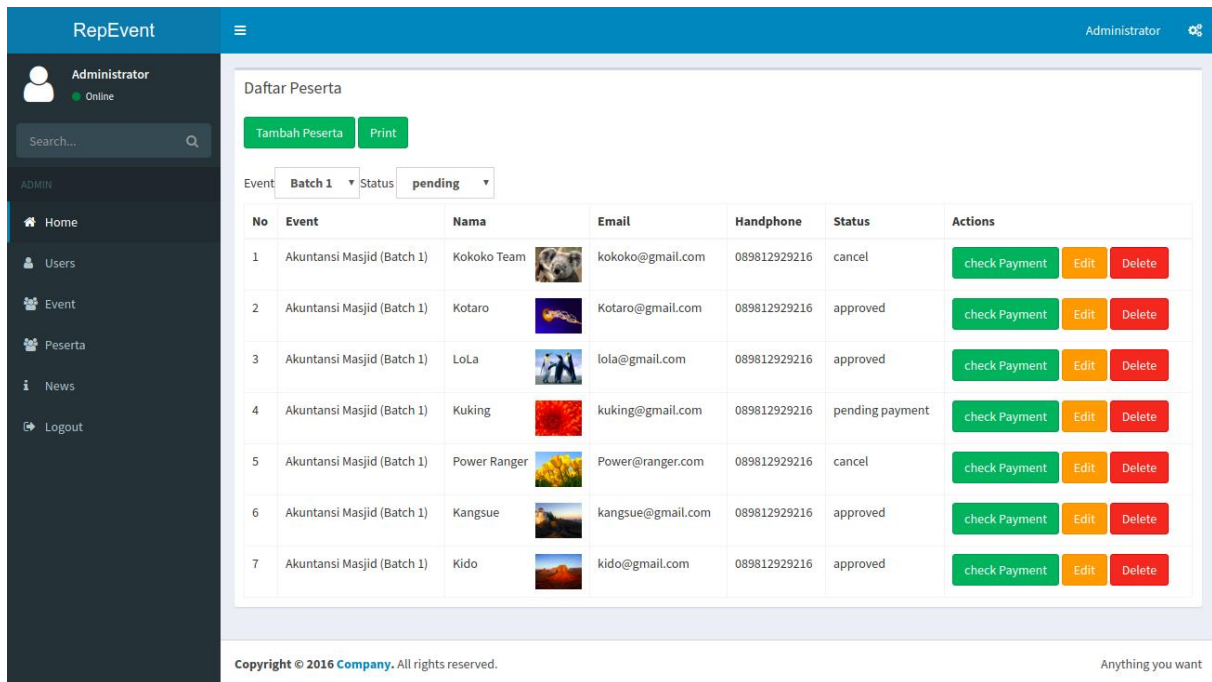 RepEvent
Administrator
Administrator
Online
Search...
ADMIN
Home
Users
Event
Peserta
News
Logout
Daftar Peserta
Tambah Peserta Print
Event Batch 1 Status pending
No Event Nama Email Handphone Status Actions
1 Akuntansi Masjid (Batch 1) Kokoko Team kokoko@gmail.com 089812929216 cancel check Payment Edit Delete
2 Akuntansi Masjid (Batch 1) Kotaro Kotaro@gmail.com 089812929216 approved check Payment Edit Delete
3 Akuntansi Masjid (Batch 1) LoLa lola@gmail.com 089812929216 approved check Payment Edit Delete
4 Akuntansi Masjid (Batch 1) Kuking kuking@gmail.com 089812929216 pending payment check Payment Edit Delete
5 Akuntansi Masjid (Batch 1) Power Ranger Power@ranger.com 089812929216 cancel check Payment Edit Delete
6 Akuntansi Masjid (Batch 1) Kangsue kangsue@gmail.com 089812929216 approved check Payment Edit Delete
7 Akuntansi Masjid (Batch 1) Kido kido@gmail.com 089812929216 approved check Payment Edit Delete
Copyright © 2016 Company. All rights reserved. Anything you want